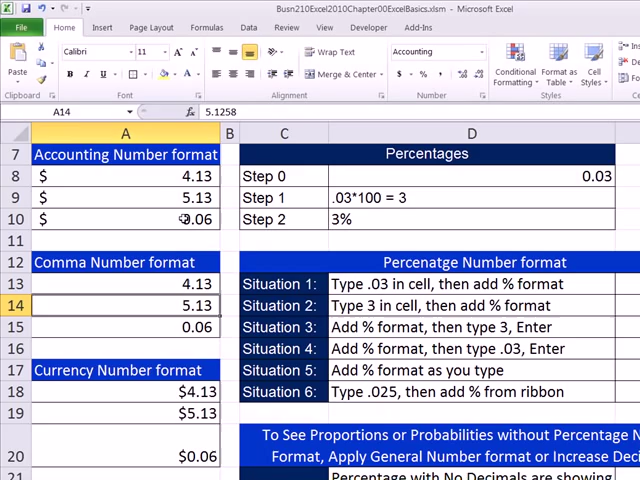 Busn210Excel2010Chapter00ExcelBasics.xlsm - Microsoft Excel
File Home Insert Page Layout Formulas Data Review View Developer Add-Ins
Paste
Calibri 11
Wrap Text
Merge & Center
Accounting
Conditional Formatting
Format as Table
Cell Styles
Clipboard Font Alignment Number Styles
A14 fx 5.1258
A B C D
7 Accounting Number format Percentages
8 $ 4.13 Step 0 0.03
9 $ 5.13 Step 1 .03*100 = 3
10 $ 0.06 Step 2 3%
11
12 Comma Number format Percenatge Number format
13 4.13 Situation 1: Type .03 in cell, then add % format
14 5.13 Situation 2: Type 3 in cell, then add % format
15 0.06 Situation 3: Add % format, then type 3, Enter
16 Situation 4: Add % format, then type .03, Enter
17 Currency Number format Situation 5: Add % format as you type
18 $4.13 Situation 6: Type .025, then add % from ribbon
19 $5.13
To See Proportions or Probabilities without Percentage
20 $0.06 Format, Apply General Number format or Increase
21 Percentage with No Decimals are showing